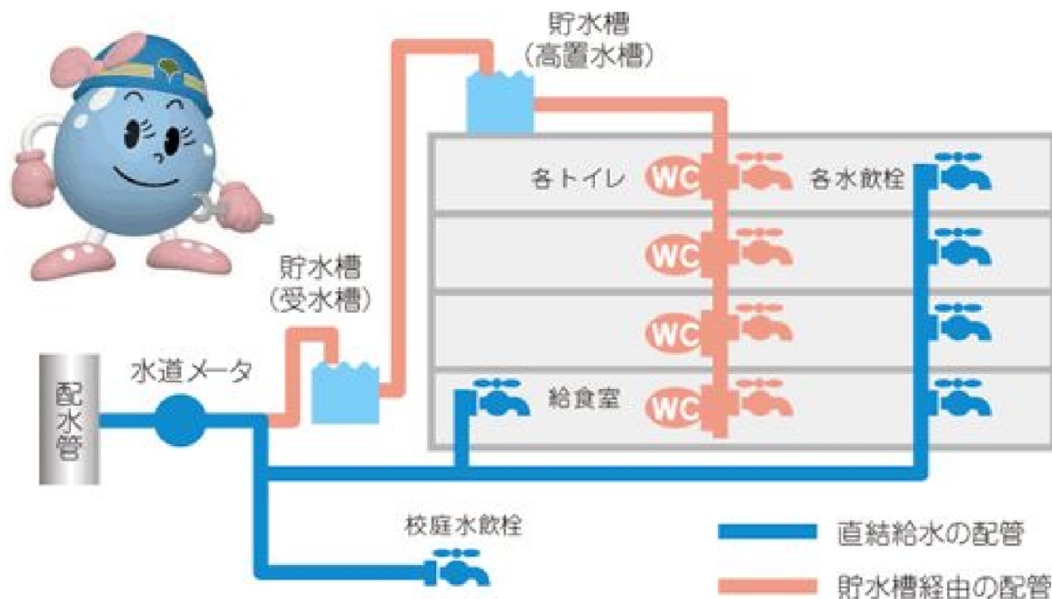 貯水槽
(高置水槽)
各トイレ
WC
各水飲栓
WC
貯水槽
(受水槽)
WC
水道メータ
配水管
給食室
WC
校庭水飲栓
直結給水の配管
貯水槽経由の配管